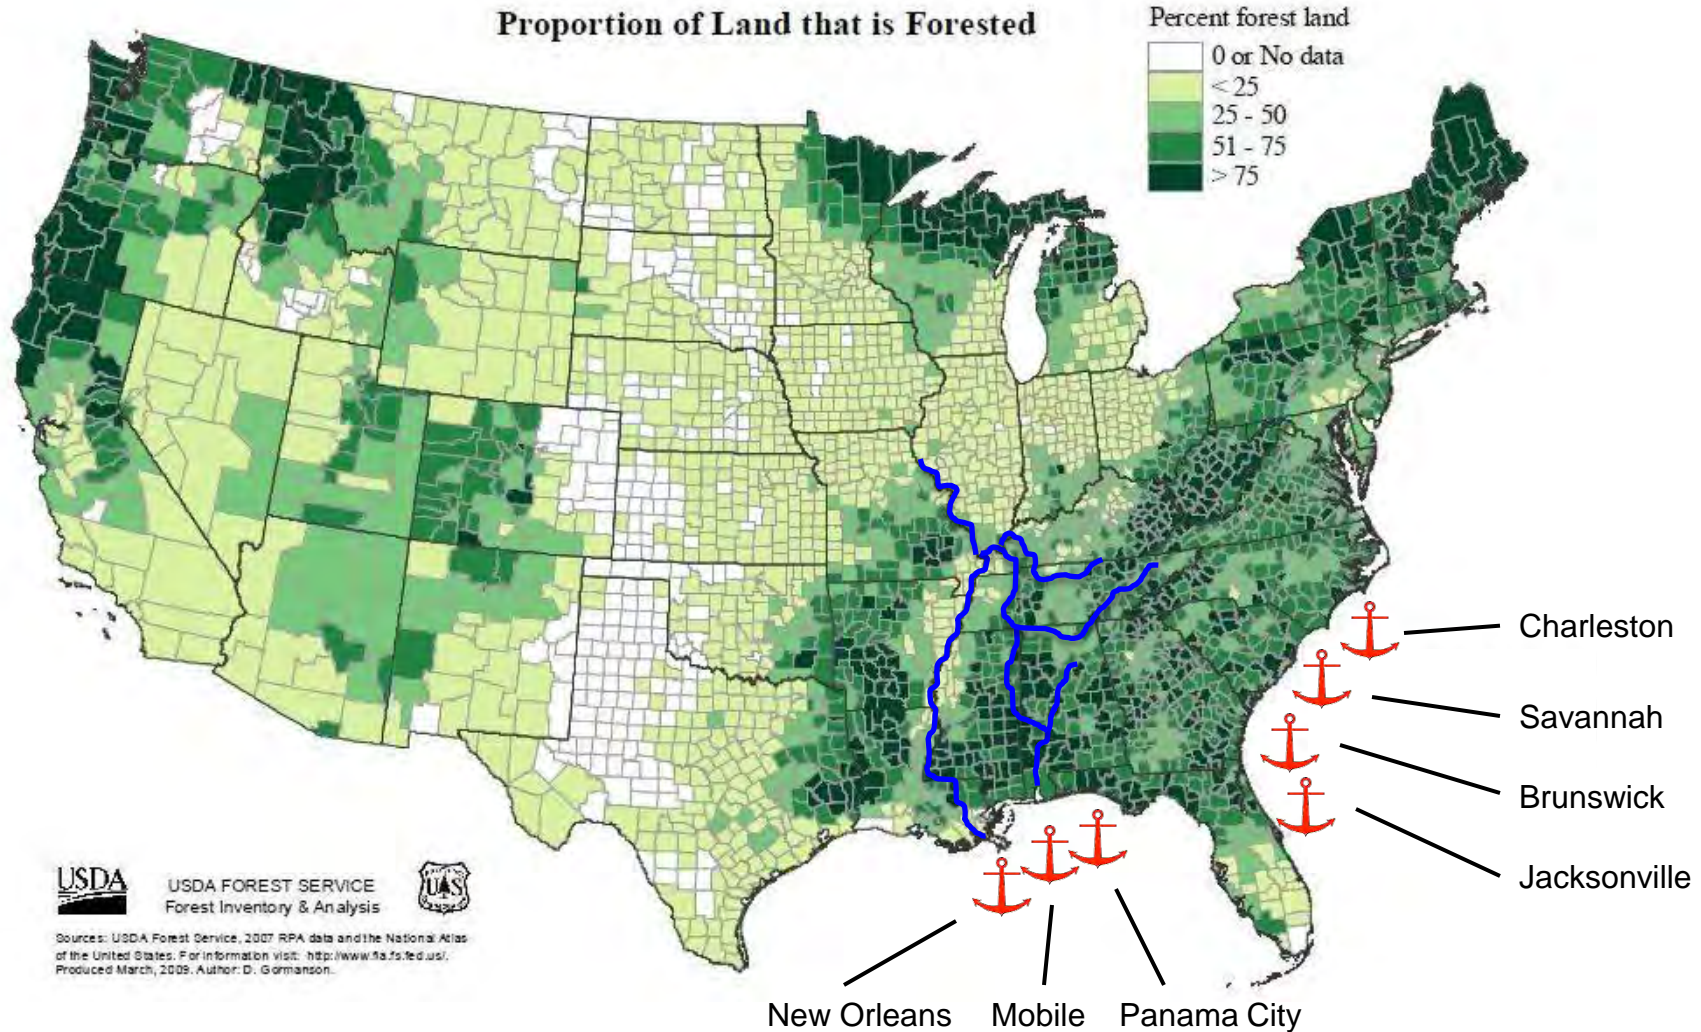 Proportion of Land that is Forested
Percent forest land
0 or No data
< 25
25 - 50
51 - 75
> 75
Charleston
Savannah
Brunswick
Jacksonville
USDA
USDA FOREST SERVICE
Forest Inventory & Analysis
UAS
Sources: USDA Forest Service, 2007 RPA data and the National Atlas
of the United States. For information visit: http://www.fia.fs.fed.us/.
Produced March, 2009. Author: D. Gormanson.
New Orleans
Mobile
Panama City